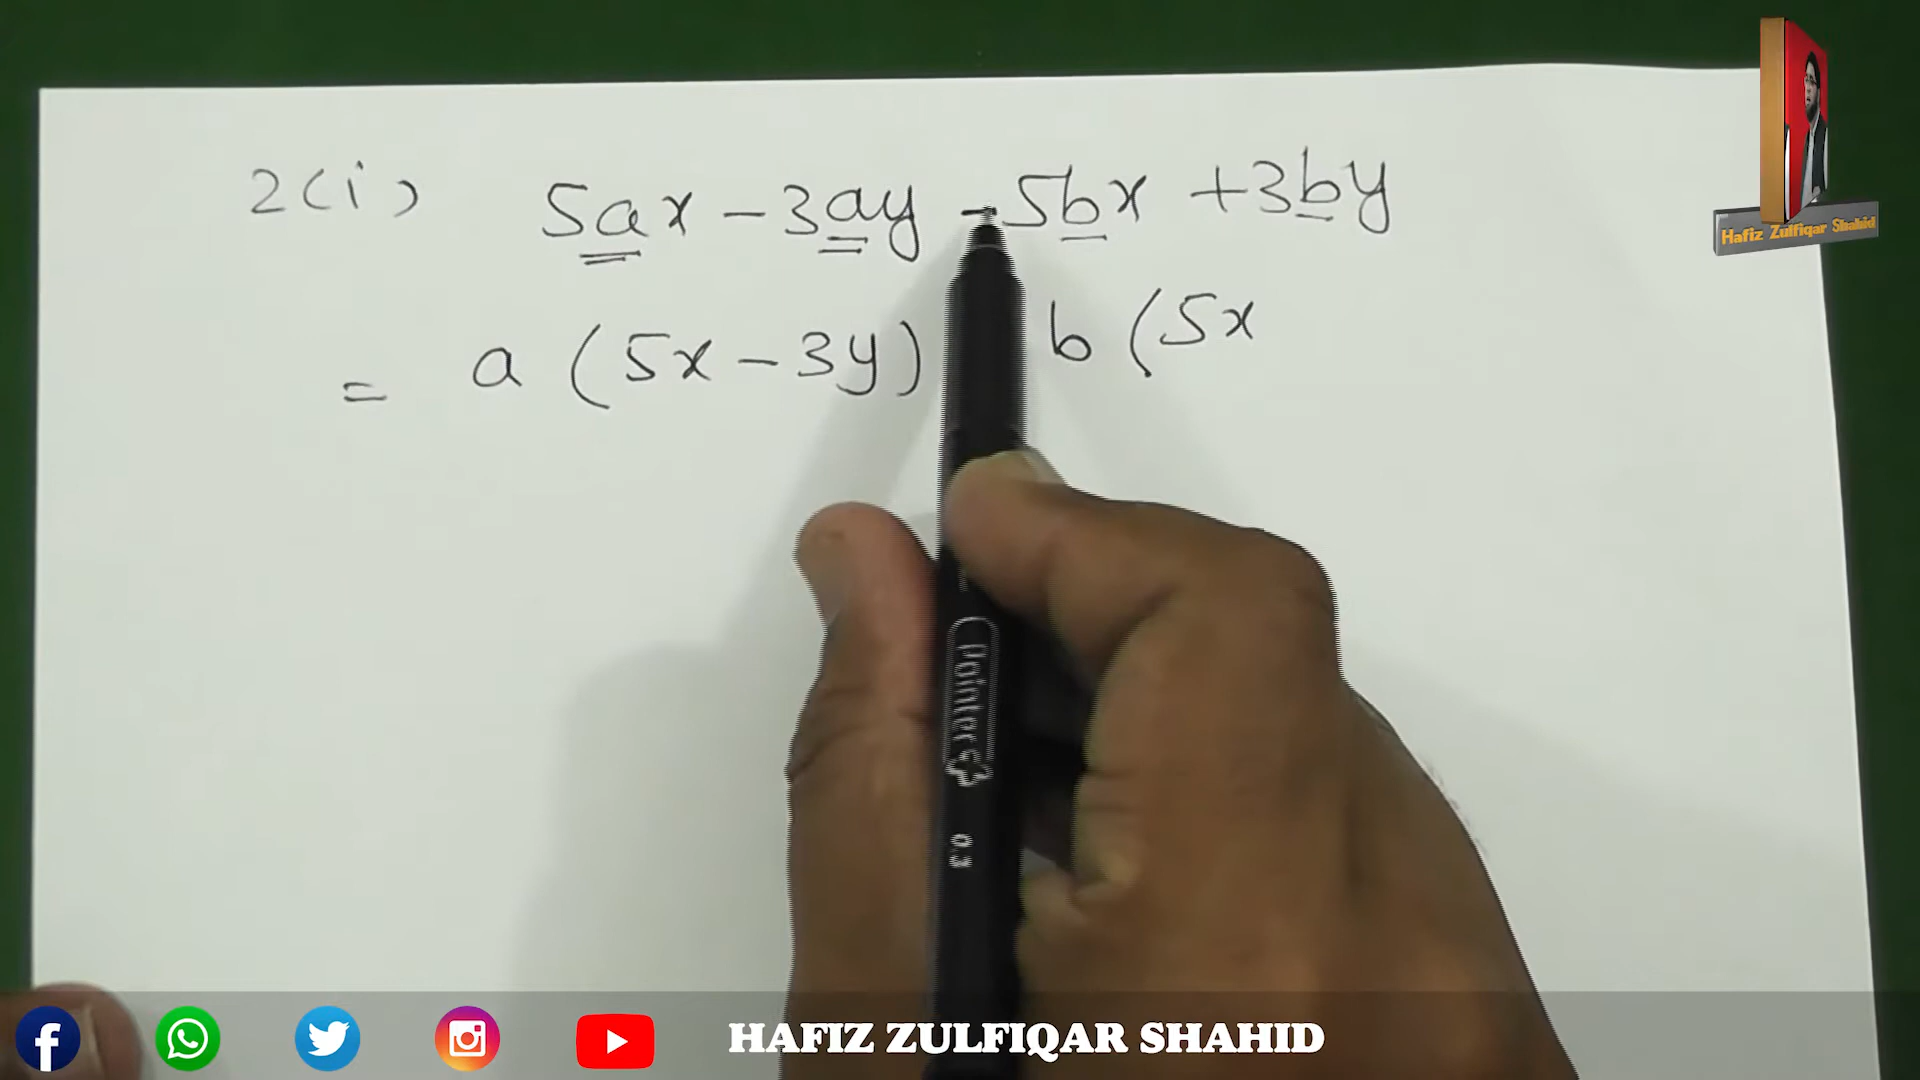 2(i) 5ax - 3ay - 5bx + 3by
= a (5x - 3y) b (5x
Hafiz Zulfiqar Shahid
Pointer
0.3
HAFIZ ZULFIQAR SHAHID